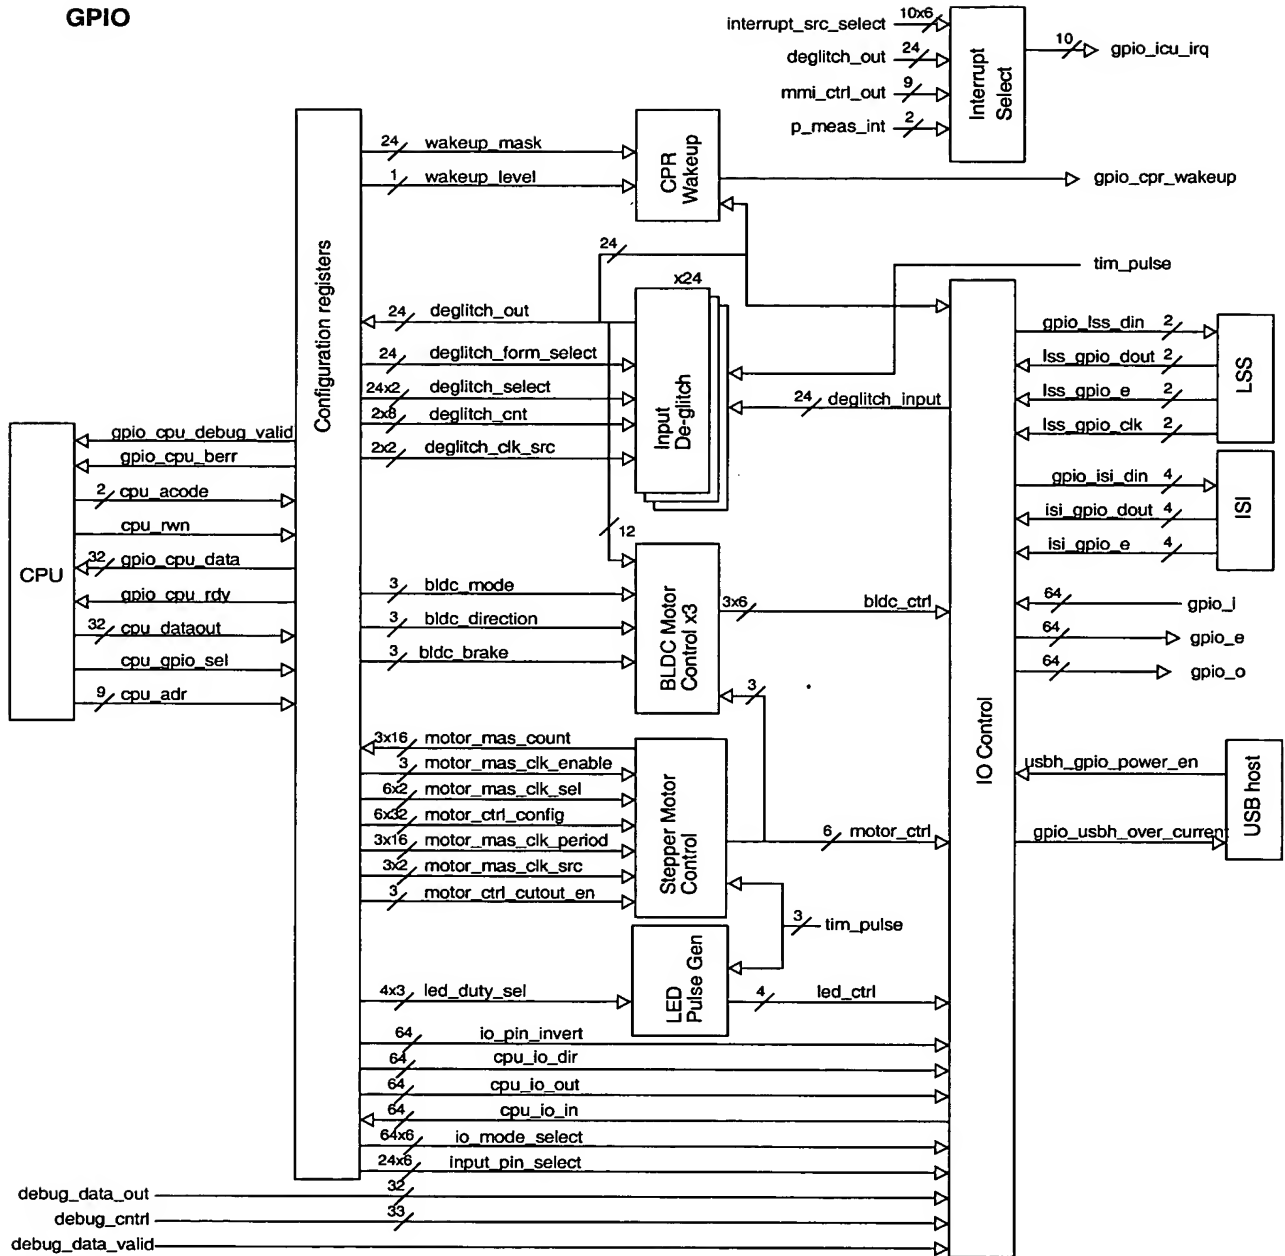 GPIO
interrupt_src_select 10x6
deglitch_out 24
mmi_ctrl_out 9
p_meas_int 2
Interrupt Select
10 gpio_icu_irq
Configuration registers
24 wakeup_mask
1 wakeup_level
CPR Wakeup
gpio_cpr_wakeup
24
x24
tim_pulse
24 deglitch_out
24 deglitch_form_select
24x2 deglitch_select
2x8 deglitch_cnt
2x2 deglitch_clk_src
Input De-glitch
24 deglitch_input
12
CPU
gpio_cpu_debug_valid
gpio_cpu_berr
2 cpu_acode
cpu_rwn
32 gpio_cpu_data
gpio_cpu_rdy
32 cpu_dataout
cpu_gpio_sel
9 cpu_adr
3 bldc_mode
3 bldc_direction
3 bldc_brake
BLDC Motor Control x3
3x6 bldc_ctrl
3
3x16 motor_mas_count
3 motor_mas_clk_enable
6x2 motor_mas_clk_sel
6x32 motor_ctrl_config
3x16 motor_mas_clk_period
3x2 motor_mas_clk_src
3 motor_ctrl_cutout_en
Stepper Motor Control
6 motor_ctrl
3 tim_pulse
4x3 led_duty_sel
LED Pulse Gen
4 led_ctrl
64 io_pin_invert
64 cpu_io_dir
64 cpu_io_out
64 cpu_io_in
64x6 io_mode_select
24x6 input_pin_select
debug_data_out 32
debug_cntrl 33
debug_data_valid
IO Control
gpio_lss_din 2
lss_gpio_dout 2
lss_gpio_e 2
lss_gpio_clk 2
LSS
gpio_isi_din 4
isi_gpio_dout 4
isi_gpio_e 4
ISI
64 gpio_i
64 gpio_e
64 gpio_o
usbh_gpio_power_en
gpio_usbh_over_curren
USB host